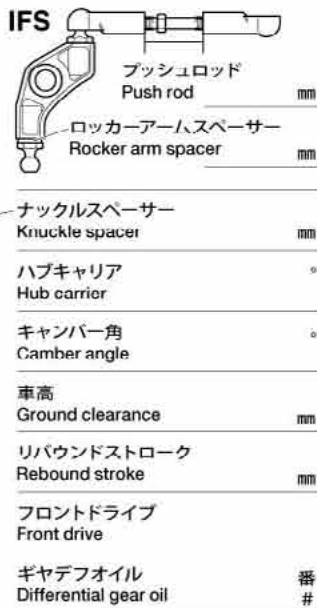 IFS
プッシュロッド
Push rod mm
ロッカーアームスペーサー
Rocker arm spacer mm
ナックルスペーサー
Knuckle spacer mm
ハブキャリア °
Hub carrier
キャンバー角 °
Camber angle
車高
Ground clearance mm
リバウンドストローク
Rebound stroke mm
フロントドライブ
Front drive
ギヤデフオイル 番
Differential gear oil #